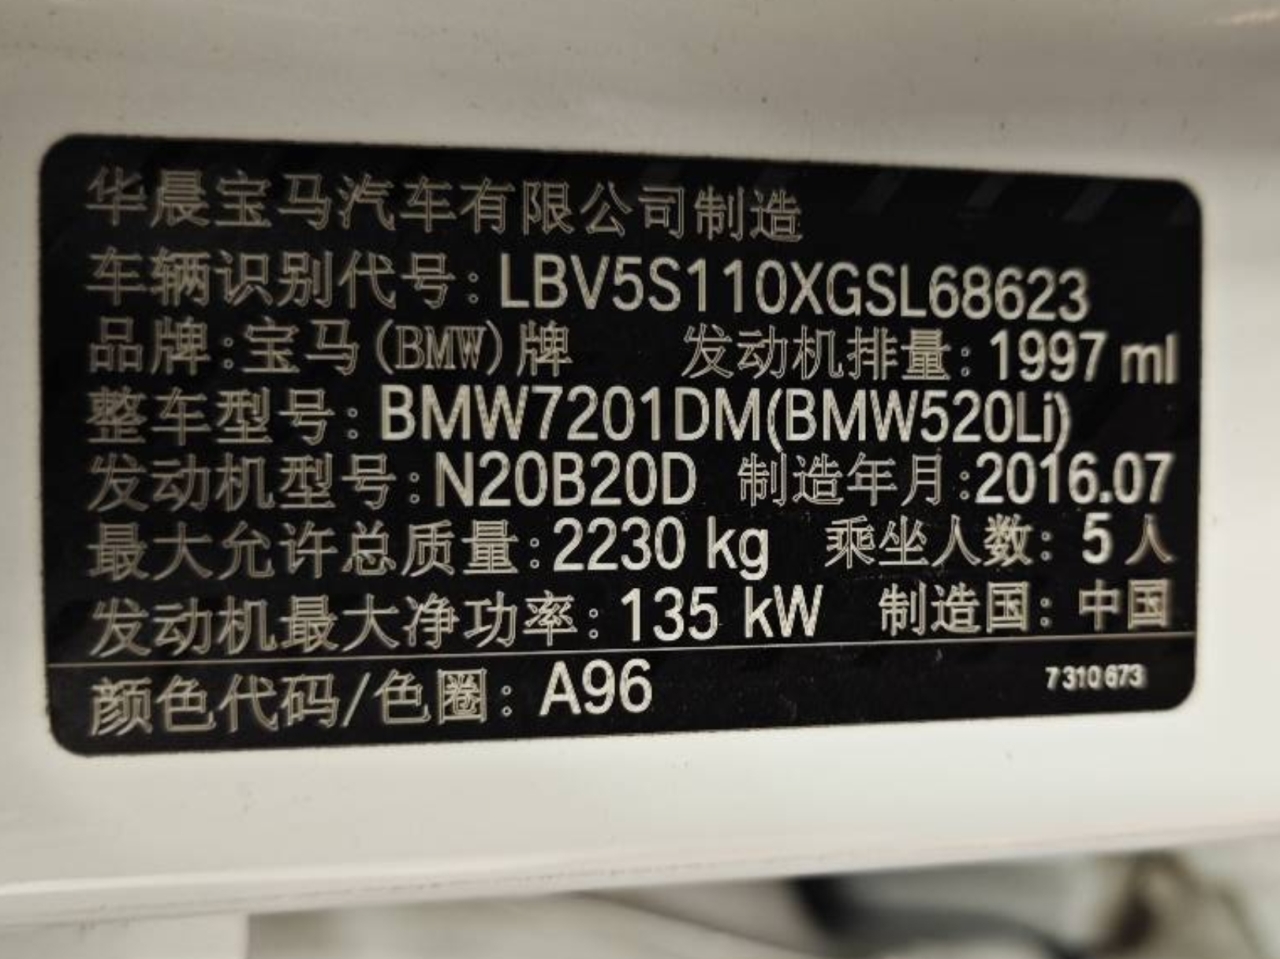 华晨宝马汽车有限公司制造
车辆识别代号: LBV5S110XGSL68623
品牌:宝马(BMW)牌 发动机排量: 1997 ml
整车型号: BMW7201DM(BMW520Li)
发动机型号: N20B20D 制造年月:2016.07
最大允许总质量:2230 kg 乘坐人数: 5人
发动机最大净功率: 135 kW 制造国: 中国
颜色代码/色圈: A96 7310673